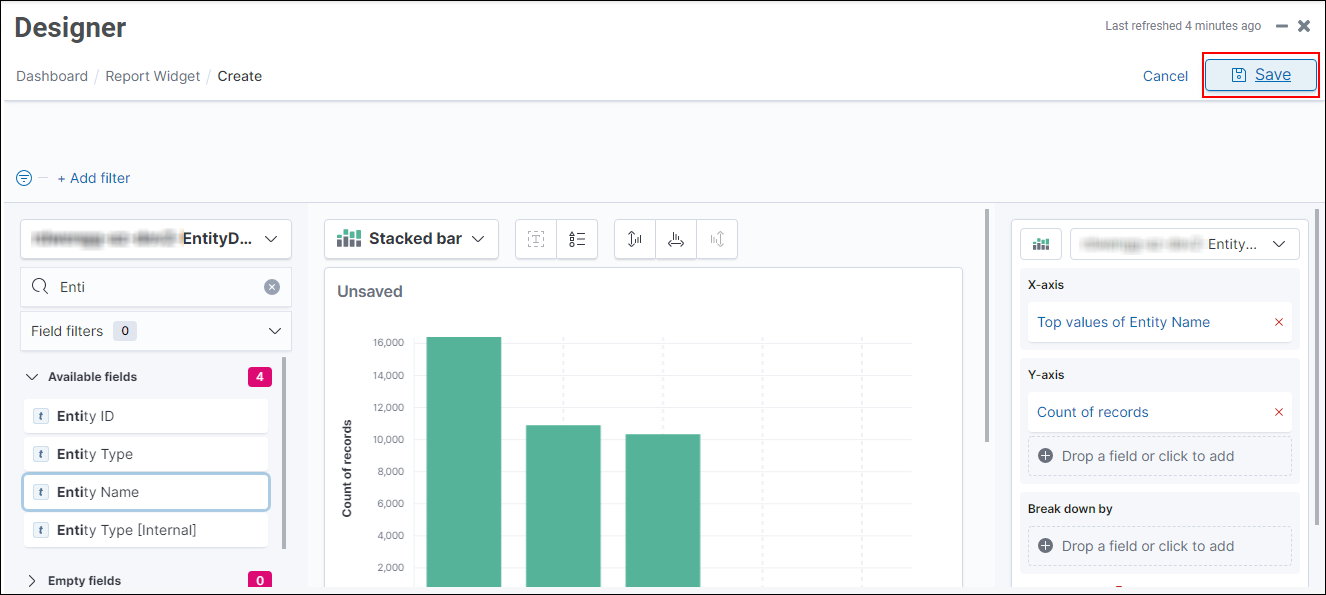 Designer
Last refreshed 4 minutes ago
Dashboard / Report Widget / Create
Cancel
Save
+ Add filter
EntityD...
Enti
Field filters 0
Available fields 4
Entity ID
Entity Type
Entity Name
Entity Type [Internal]
Empty fields 0
Stacked bar
Unsaved
16,000
14,000
12,000
10,000
8,000
6,000
4,000
2,000
Count of records
Entity...
X-axis
Top values of Entity Name
Y-axis
Count of records
Drop a field or click to add
Break down by
Drop a field or click to add